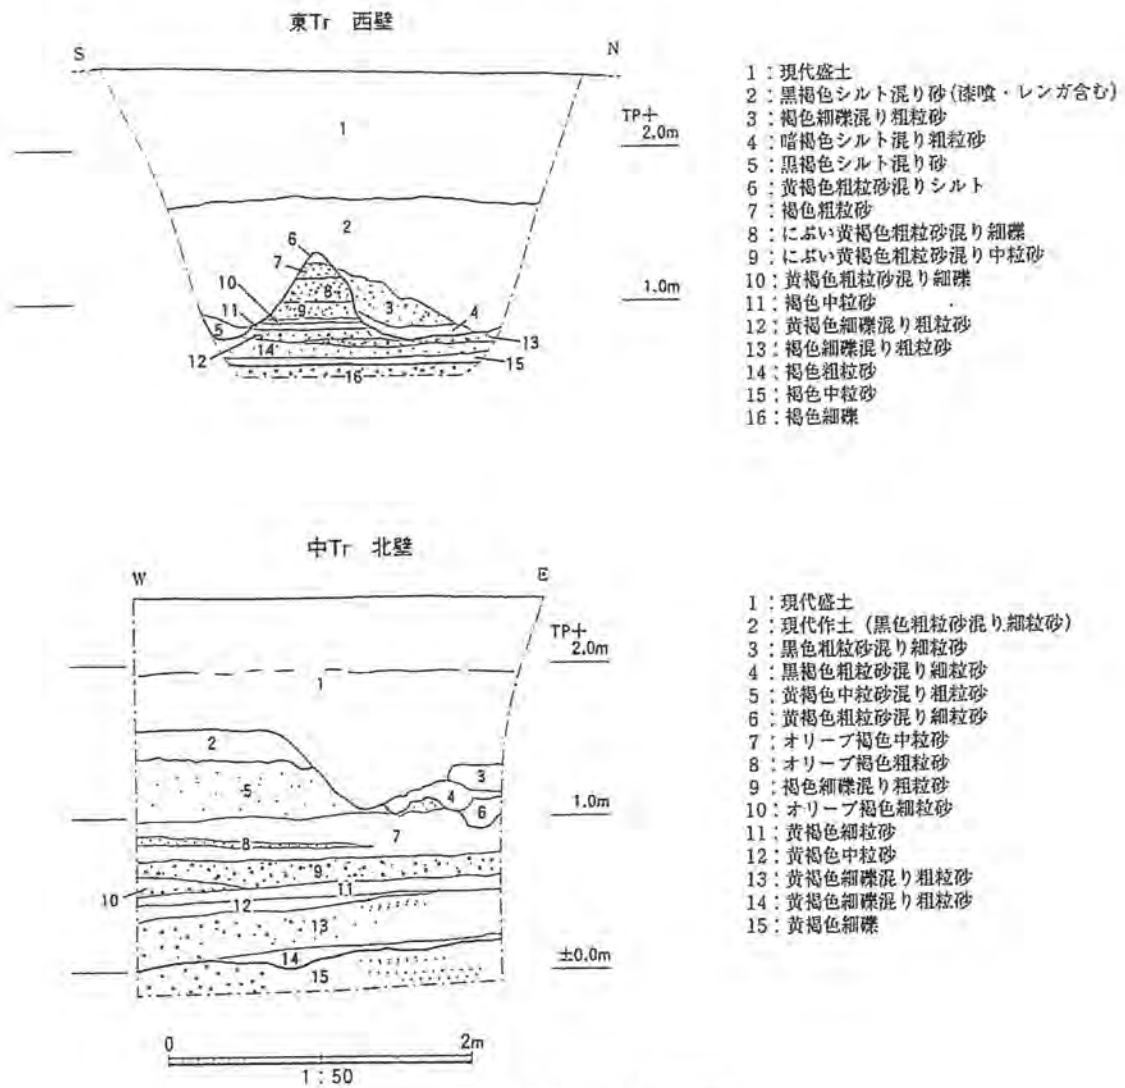 東Tr 西壁
S
N
TP+
2.0m
1.0m
1
2
6
7
10
8
3
11
9
4
5
13
12
14
15
16
1：現代盛土
2：黒褐色シルト混り砂(漆喰・レンガ含む)
3：褐色細礫混り粗粒砂
4：暗褐色シルト混り粗粒砂
5：黒褐色シルト混り砂
6：黄褐色粗粒砂混りシルト
7：褐色粗粒砂
8：にぶい黄褐色粗粒砂混り細礫
9：にぶい黄褐色粗粒砂混り中粒砂
10：黄褐色粗粒砂混り細礫
11：褐色中粒砂
12：黄褐色細礫混り粗粒砂
13：褐色細礫混り粗粒砂
14：褐色粗粒砂
15：褐色中粒砂
16：褐色細礫
中Tr 北壁
W
E
TP+
2.0m
1.0m
±0.0m
1
2
3
5
4
6
7
8
9
10
11
12
13
14
15
1：現代盛土
2：現代作土（黒色粗粒砂混り細粒砂）
3：黒色粗粒砂混り細粒砂
4：黒褐色粗粒砂混り細粒砂
5：黄褐色中粒砂混り粗粒砂
6：黄褐色粗粒砂混り細粒砂
7：オリーブ褐色中粒砂
8：オリーブ褐色粗粒砂
9：褐色細礫混り粗粒砂
10：オリーブ褐色細粒砂
11：黄褐色細粒砂
12：黄褐色中粒砂
13：黄褐色細礫混り粗粒砂
14：黄褐色細礫混り粗粒砂
15：黄褐色細礫
0
2m
1：50